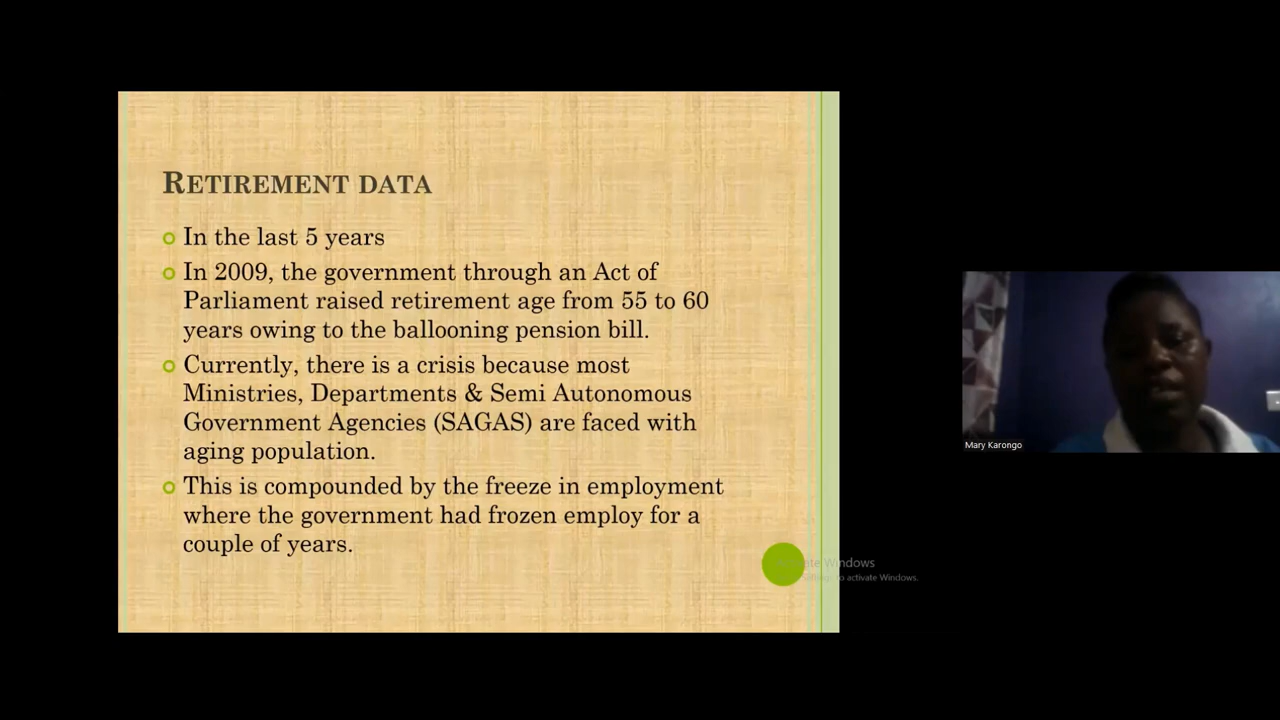 RETIREMENT DATA
In the last 5 years
In 2009, the government through an Act of
Parliament raised retirement age from 55 to 60
years owing to the ballooning pension bill.
Currently, there is a crisis because most
Ministries, Departments & Semi Autonomous
Government Agencies (SAGAS) are faced with
aging population.
This is compounded by the freeze in employment
where the government had frozen employ for a
couple of years.
Windows
to activate Windows.
Mary Karongo